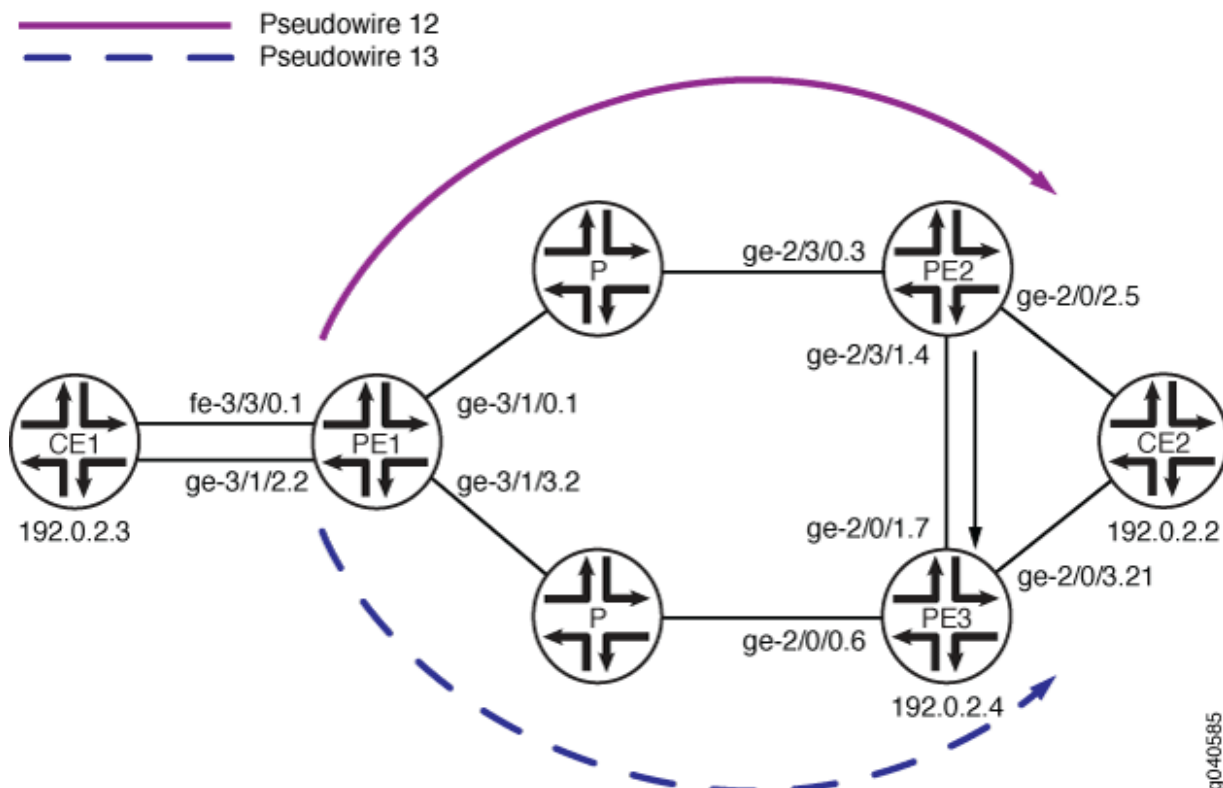 Pseudowire 12
Pseudowire 13
P
ge-2/3/0.3
PE2
ge-2/0/2.5
ge-2/3/1.4
fe-3/3/0.1
ge-3/1/0.1
CE1
PE1
CE2
ge-3/1/2.2
ge-3/1/3.2
192.0.2.3
ge-2/0/1.7
192.0.2.2
ge-2/0/3.21
P
ge-2/0/0.6
PE3
192.0.2.4
g040585